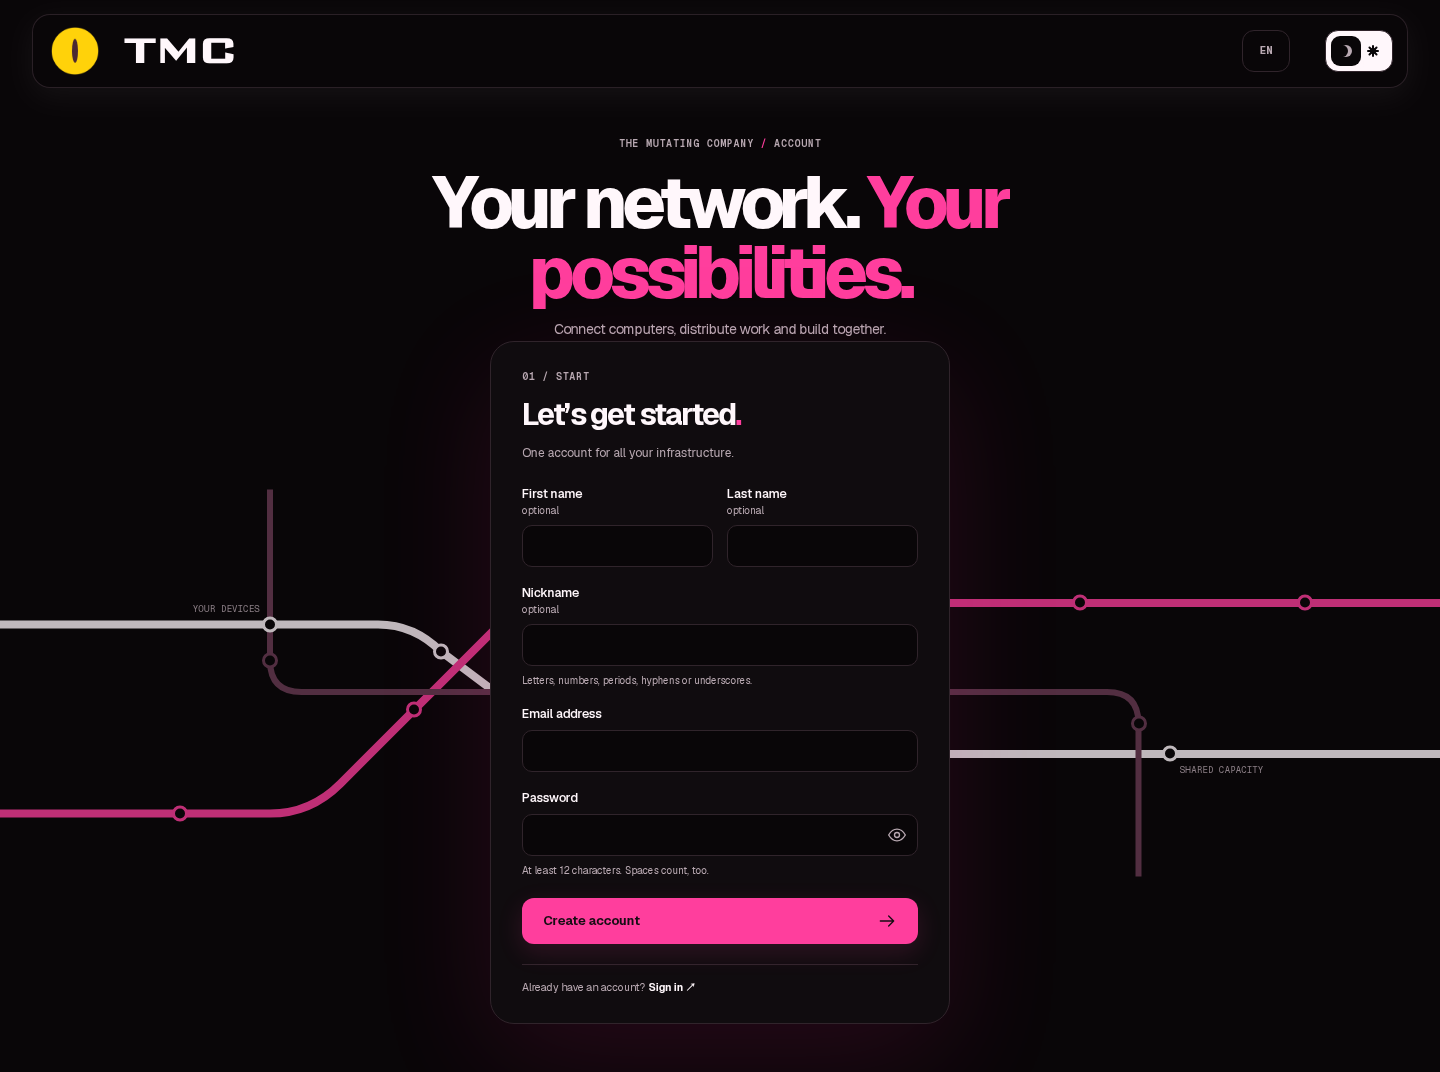 TMC
EN
THE MUTATING COMPANY / ACCOUNT
Your network. Your
possibilities.
Connect computers, distribute work and build together.
01 / START
Let's get started.
One account for all your infrastructure.
First name
optional
Last name
optional
Nickname
optional
Letters, numbers, periods, hyphens or underscores.
Email address
Password
At least 12 characters. Spaces count, too.
Create account →
Already have an account? Sign in ↗
YOUR DEVICES
SHARED CAPACITY